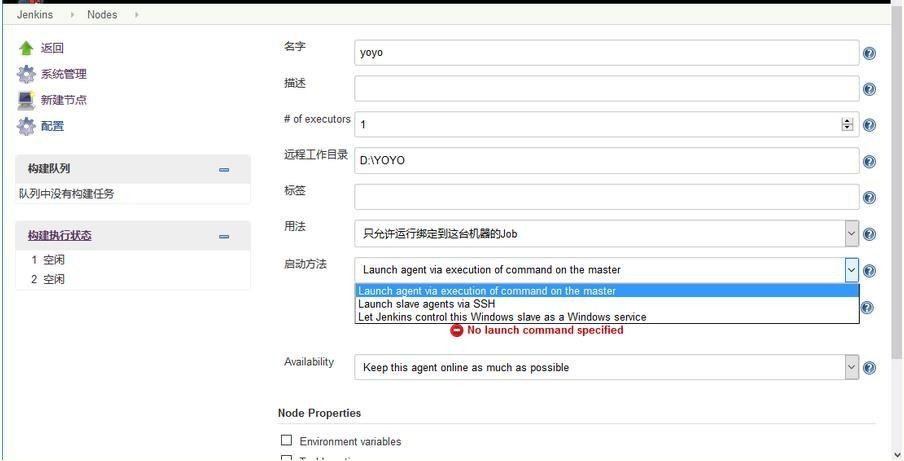 Jenkins Nodes
返回
系统管理
新建节点
配置
构建队列
队列中没有构建任务
构建执行状态
1 空闲
2 空闲
名字 yoyo
描述
# of executors 1
远程工作目录 D:\YOYO
标签
用法 只允许运行绑定到这台机器的Job
启动方法 Launch agent via execution of command on the master
Launch agent via execution of command on the master
Launch slave agents via SSH
Let Jenkins control this Windows slave as a Windows service
No launch command specified
Availability Keep this agent online as much as possible
Node Properties
Environment variables